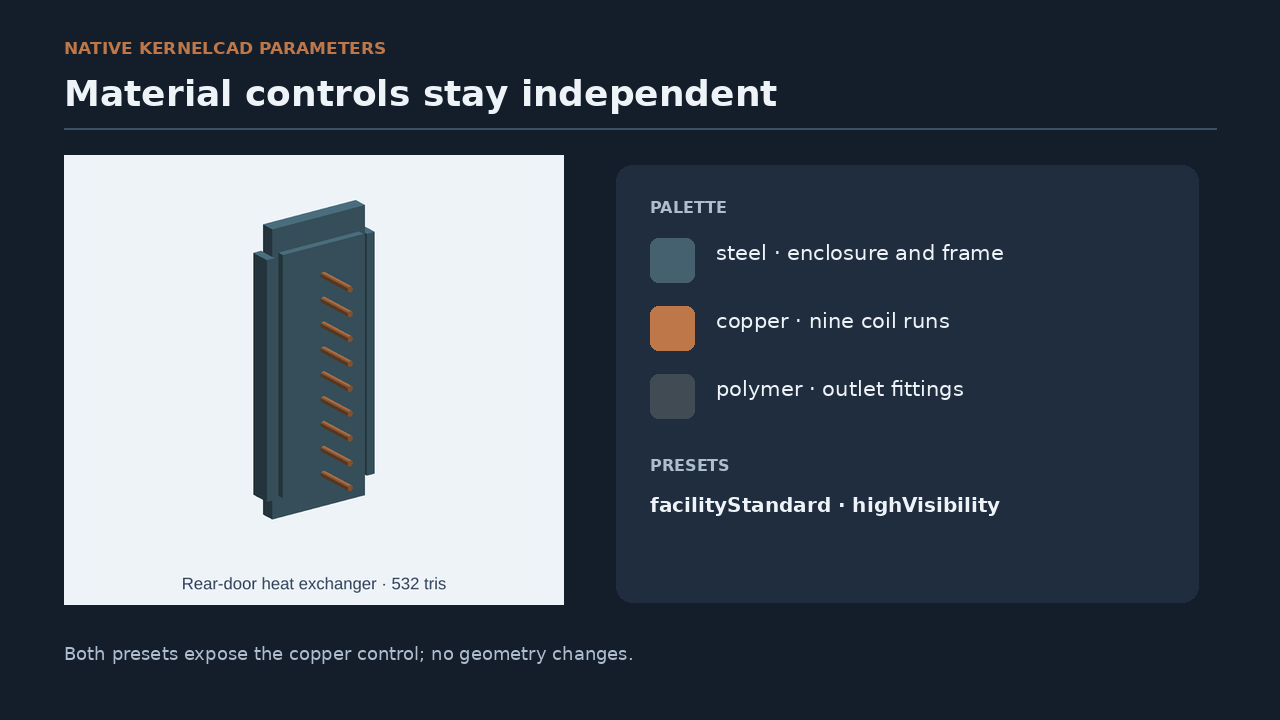 NATIVE KERNELCAD PARAMETERS
Material controls stay independent
Rear-door heat exchanger · 532 tris
PALETTE
steel · enclosure and frame
copper · nine coil runs
polymer · outlet fittings
PRESETS
facilityStandard · highVisibility
Both presets expose the copper control; no geometry changes.